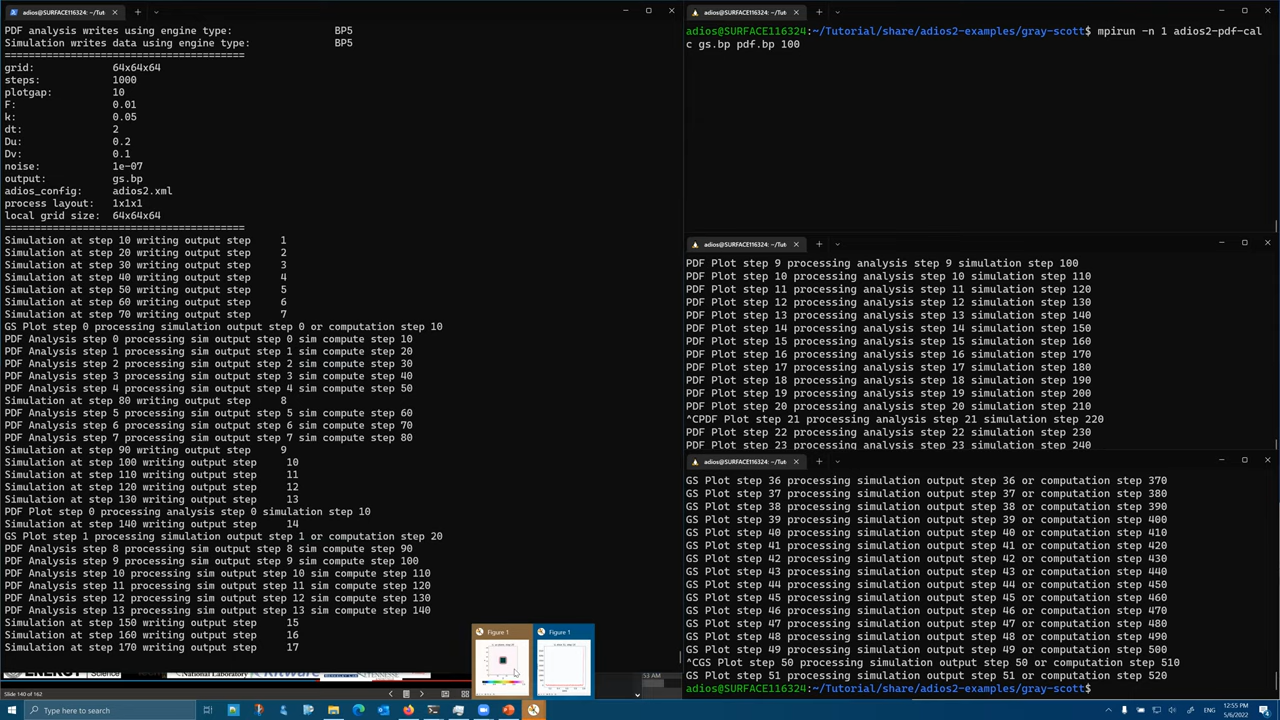 adios@SURFACE116324: ~/Tut
PDF analysis writes using engine type: BP5
Simulation writes data using engine type: BP5
========================================
grid: 64x64x64
steps: 1000
plotgap: 10
F: 0.01
k: 0.05
dt: 2
Du: 0.2
Dv: 0.1
noise: 1e-07
output: gs.bp
adios_config: adios2.xml
process layout: 1x1x1
local grid size: 64x64x64
========================================
Simulation at step 10 writing output step 1
Simulation at step 20 writing output step 2
Simulation at step 30 writing output step 3
Simulation at step 40 writing output step 4
Simulation at step 50 writing output step 5
Simulation at step 60 writing output step 6
Simulation at step 70 writing output step 7
GS Plot step 0 processing simulation output step 0 or computation step 10
PDF Analysis step 0 processing sim output step 0 sim compute step 10
PDF Analysis step 1 processing sim output step 1 sim compute step 20
PDF Analysis step 2 processing sim output step 2 sim compute step 30
PDF Analysis step 3 processing sim output step 3 sim compute step 40
PDF Analysis step 4 processing sim output step 4 sim compute step 50
Simulation at step 80 writing output step 8
PDF Analysis step 5 processing sim output step 5 sim compute step 60
PDF Analysis step 6 processing sim output step 6 sim compute step 70
PDF Analysis step 7 processing sim output step 7 sim compute step 80
Simulation at step 90 writing output step 9
Simulation at step 100 writing output step 10
Simulation at step 110 writing output step 11
Simulation at step 120 writing output step 12
Simulation at step 130 writing output step 13
PDF Plot step 0 processing analysis step 0 simulation step 10
Simulation at step 140 writing output step 14
GS Plot step 1 processing simulation output step 1 or computation step 20
PDF Analysis step 8 processing sim output step 8 sim compute step 90
PDF Analysis step 9 processing sim output step 9 sim compute step 100
PDF Analysis step 10 processing sim output step 10 sim compute step 110
PDF Analysis step 11 processing sim output step 11 sim compute step 120
PDF Analysis step 12 processing sim output step 12 sim compute step 130
PDF Analysis step 13 processing sim output step 13 sim compute step 140
Simulation at step 150 writing output step 15
Simulation at step 160 writing output step 16
Simulation at step 170 writing output step
adios@SURFACE116324: ~/Tut
adios@SURFACE116324:~/Tutorial/share/adios2-examples/gray-scott$ mpirun -n 1 adios2-pdf-cal
c gs.bp pdf.bp 100
adios@SURFACE116324: ~/Tut
PDF Plot step 9 processing analysis step 9 simulation step 100
PDF Plot step 10 processing analysis step 10 simulation step 110
PDF Plot step 11 processing analysis step 11 simulation step 120
PDF Plot step 12 processing analysis step 12 simulation step 130
PDF Plot step 13 processing analysis step 13 simulation step 140
PDF Plot step 14 processing analysis step 14 simulation step 150
PDF Plot step 15 processing analysis step 15 simulation step 160
PDF Plot step 16 processing analysis step 16 simulation step 170
PDF Plot step 17 processing analysis step 17 simulation step 180
PDF Plot step 18 processing analysis step 18 simulation step 190
PDF Plot step 19 processing analysis step 19 simulation step 200
PDF Plot step 20 processing analysis step 20 simulation step 210
^CPDF Plot step 21 processing analysis step 21 simulation step 220
PDF Plot step 22 processing analysis step 22 simulation step 230
PDF Plot step 23 processing analysis step 23 simulation step 240
adios@SURFACE116324: ~/Tut
GS Plot step 36 processing simulation output step 36 or computation step 370
GS Plot step 37 processing simulation output step 37 or computation step 380
GS Plot step 38 processing simulation output step 38 or computation step 390
GS Plot step 39 processing simulation output step 39 or computation step 400
GS Plot step 40 processing simulation output step 40 or computation step 410
GS Plot step 41 processing simulation output step 41 or computation step 420
GS Plot step 42 processing simulation output step 42 or computation step 430
GS Plot step 43 processing simulation output step 43 or computation step 440
GS Plot step 44 processing simulation output step 44 or computation step 450
GS Plot step 45 processing simulation output step 45 or computation step 460
GS Plot step 46 processing simulation output step 46 or computation step 470
GS Plot step 47 processing simulation output step 47 or computation step 480
GS Plot step 48 processing simulation output step 48 or computation step 490
^CGS Plot step 50 processing simulation output step 50 or computation step 510
GS Plot step 51 processing simulation output step 51 or computation step 520
adios@SURFACE116324:~/Tutorial/share/adios2-examples/gray-scott$
Figure 1
Figure 1
ENERGY Science
National Laboratory
:53 AM
Slide 140 of 162
Type here to search
ENG
12:55 PM
5/6/2022